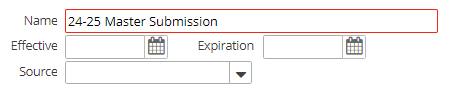 Name 24-25 Master Submission
Effective Expiration
Source